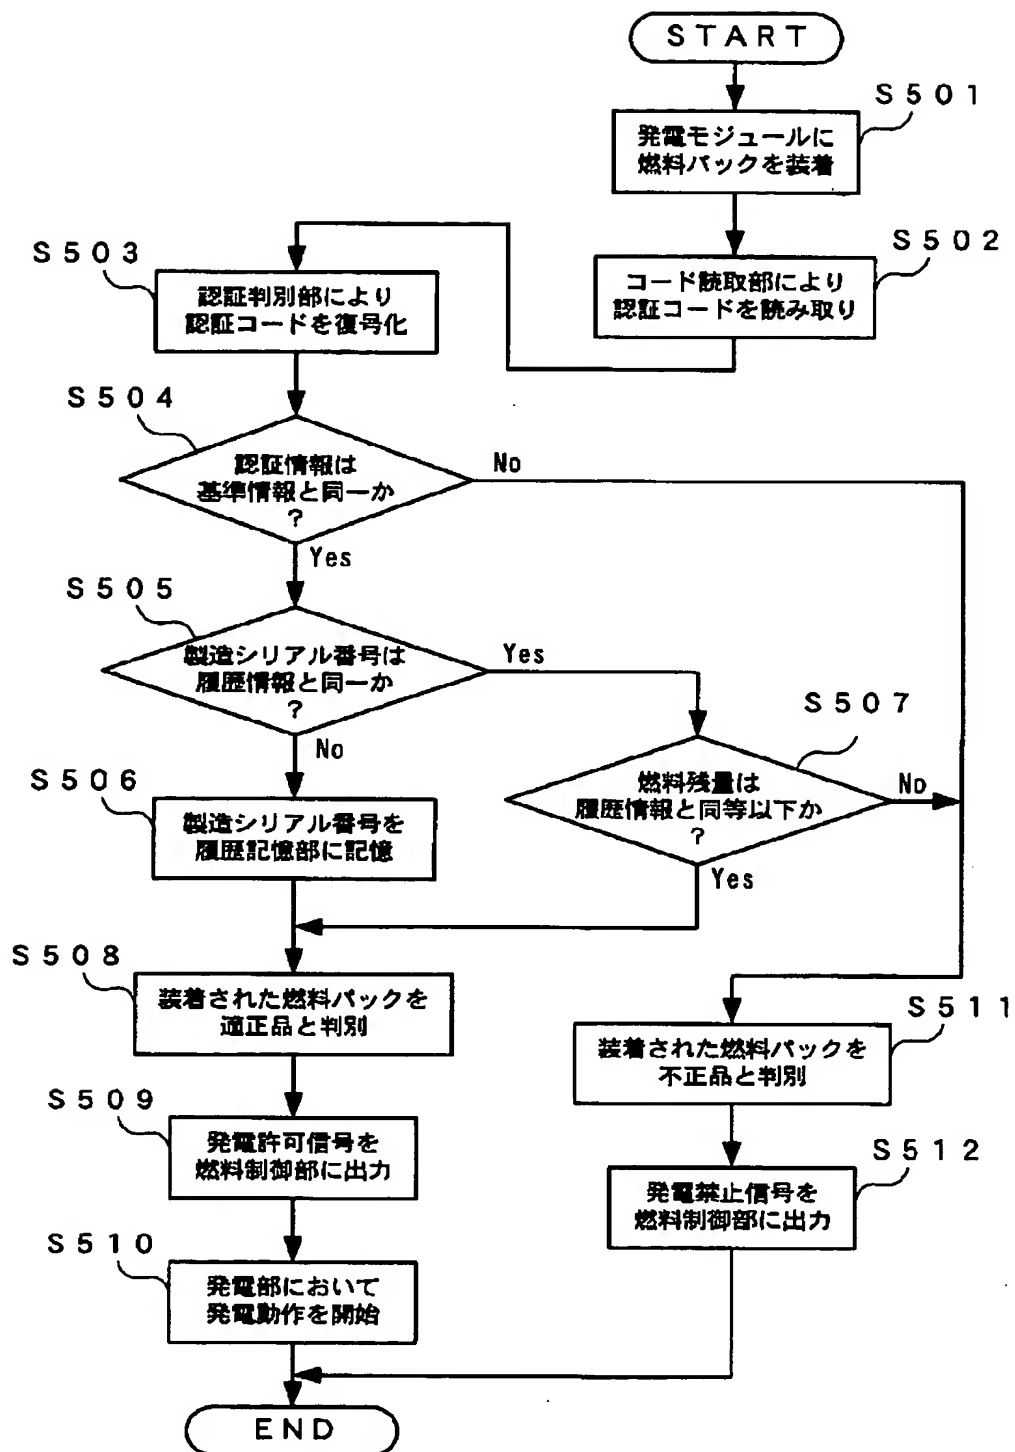 START
S501
発電モジュールに
燃料パックを装着
S502
コード読取部により
認証コードを読み取り
S503
認証判別部により
認証コードを復号化
S504
認証情報は
基準情報と同一か
?
No
Yes
S505
製造シリアル番号は
履歴情報と同一か
?
Yes
No
S507
燃料残量は
履歴情報と同等以下か
?
No
Yes
S506
製造シリアル番号を
履歴記憶部に記憶
S508
装着された燃料パックを
適正品と判別
S511
装着された燃料パックを
不正品と判別
S509
発電許可信号を
燃料制御部に出力
S512
発電禁止信号を
燃料制御部に出力
S510
発電部において
発電動作を開始
END